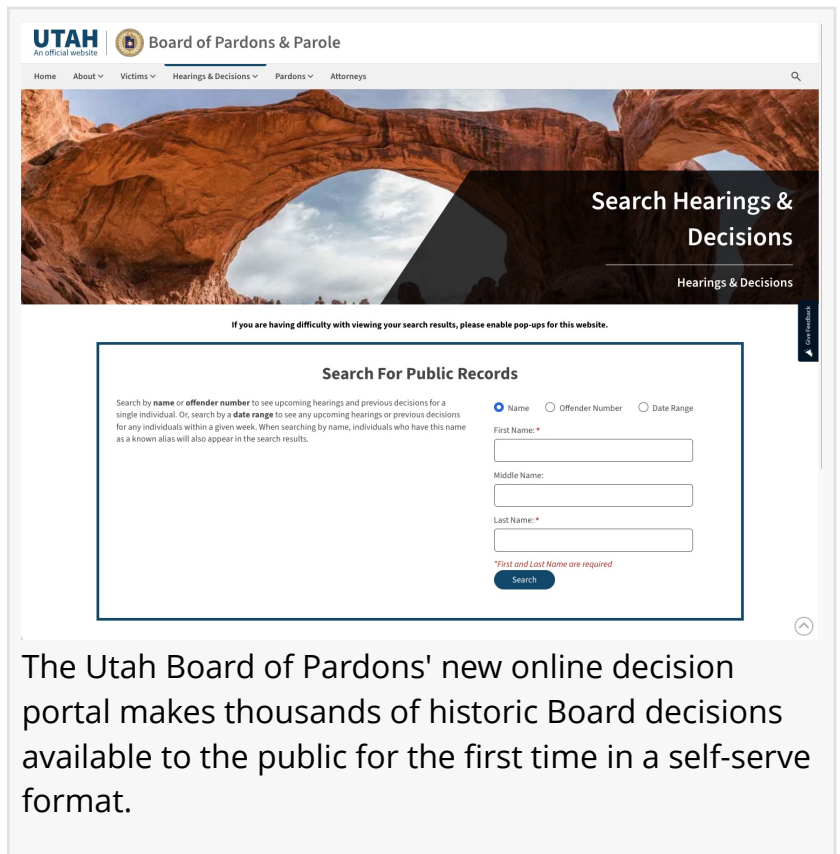 UTAH
An official website
Board of Pardons & Parole
Home About Victims Hearings & Decisions Pardons Attorneys
Search Hearings &
Decisions
Hearings & Decisions
Give Feedback
If you are having difficulty with viewing your search results, please enable pop-ups for this website.
Search For Public Records
Search by name or offender number to see upcoming hearings and previous decisions for a
single individual. Or, search by a date range to see any upcoming hearings or previous decisions
for any individuals within a given week. When searching by name, individuals who have this name
as a known alias will also appear in the search results.
Name Offender Number Date Range
First Name: *
Middle Name:
Last Name: *
*First and Last Name are required
Search
The Utah Board of Pardons' new online decision
portal makes thousands of historic Board decisions
available to the public for the first time in a self-serve
format.